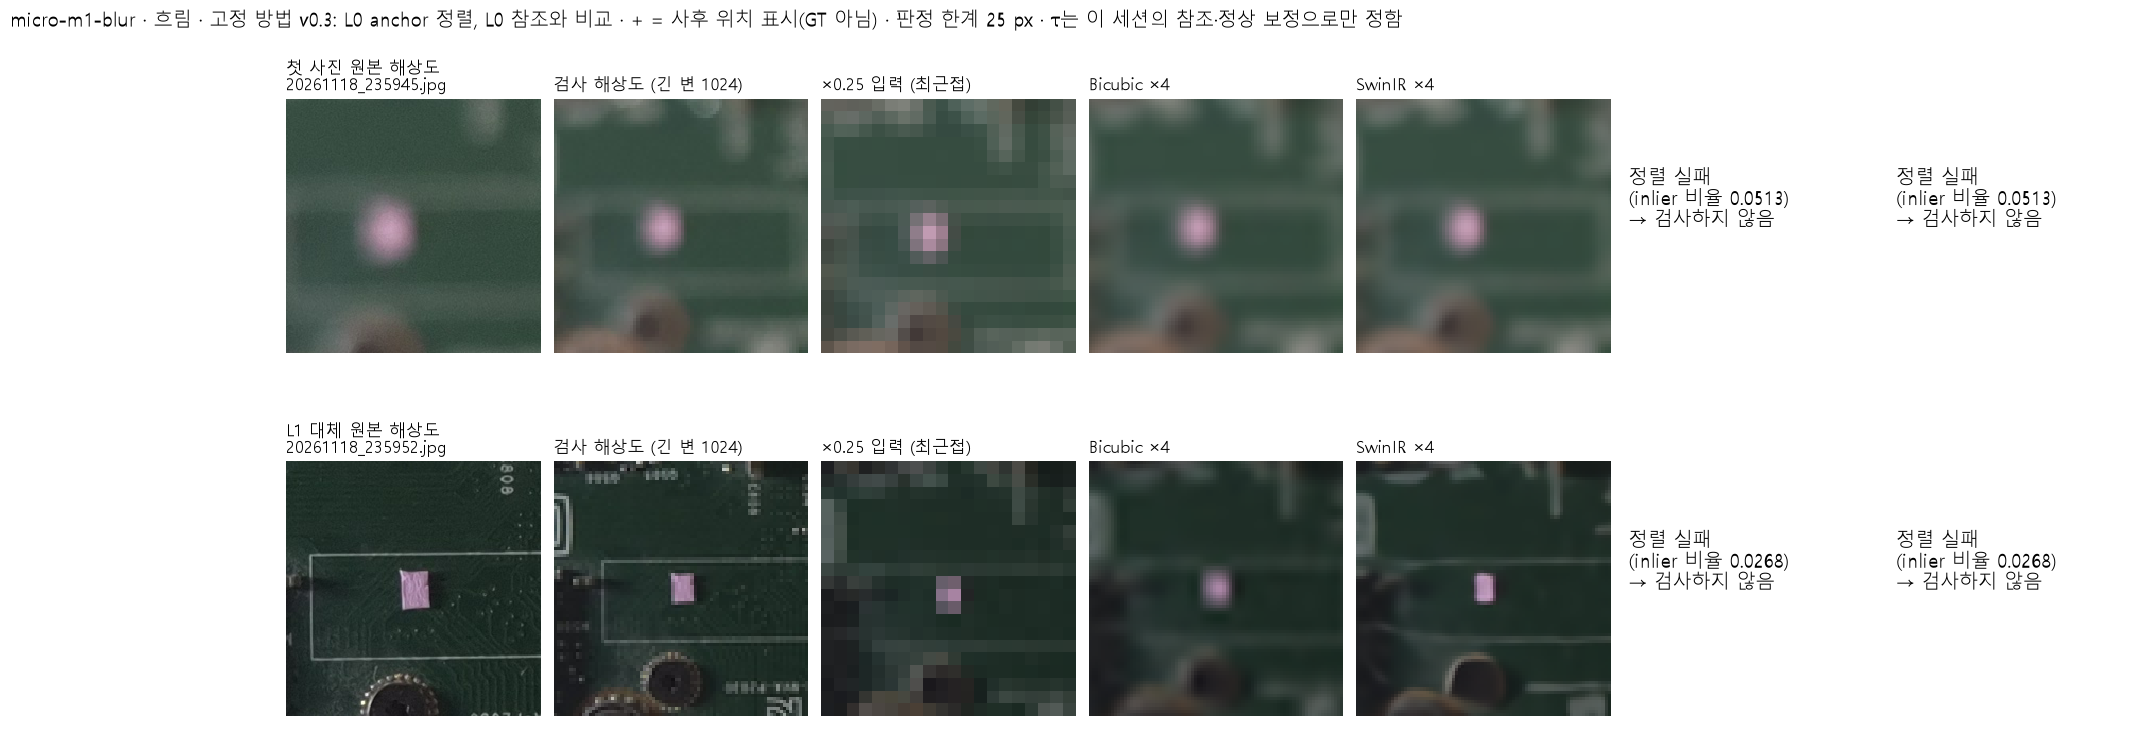 micro-m1-blur · 흐림 · 고정 방법 v0.3: L0 anchor 정렬, L0 참조와 비교 · + = 사후 위치 표시(GT 아님) · 판정 한계 25 px · τ는 이 세션의 참조·정상 보정으로만 정함
첫 사진 원본 해상도
20261118_235945.jpg
검사 해상도 (긴 변 1024)
×0.25 입력 (최근접)
Bicubic ×4
SwinIR ×4
정렬 실패
(inlier 비율 0.0513)
→ 검사하지 않음
정렬 실패
(inlier 비율 0.0513)
→ 검사하지 않음
L1 대체 원본 해상도
20261118_235952.jpg
검사 해상도 (긴 변 1024)
×0.25 입력 (최근접)
Bicubic ×4
SwinIR ×4
808
정렬 실패
(inlier 비율 0.0268)
→ 검사하지 않음
정렬 실패
(inlier 비율 0.0268)
→ 검사하지 않음